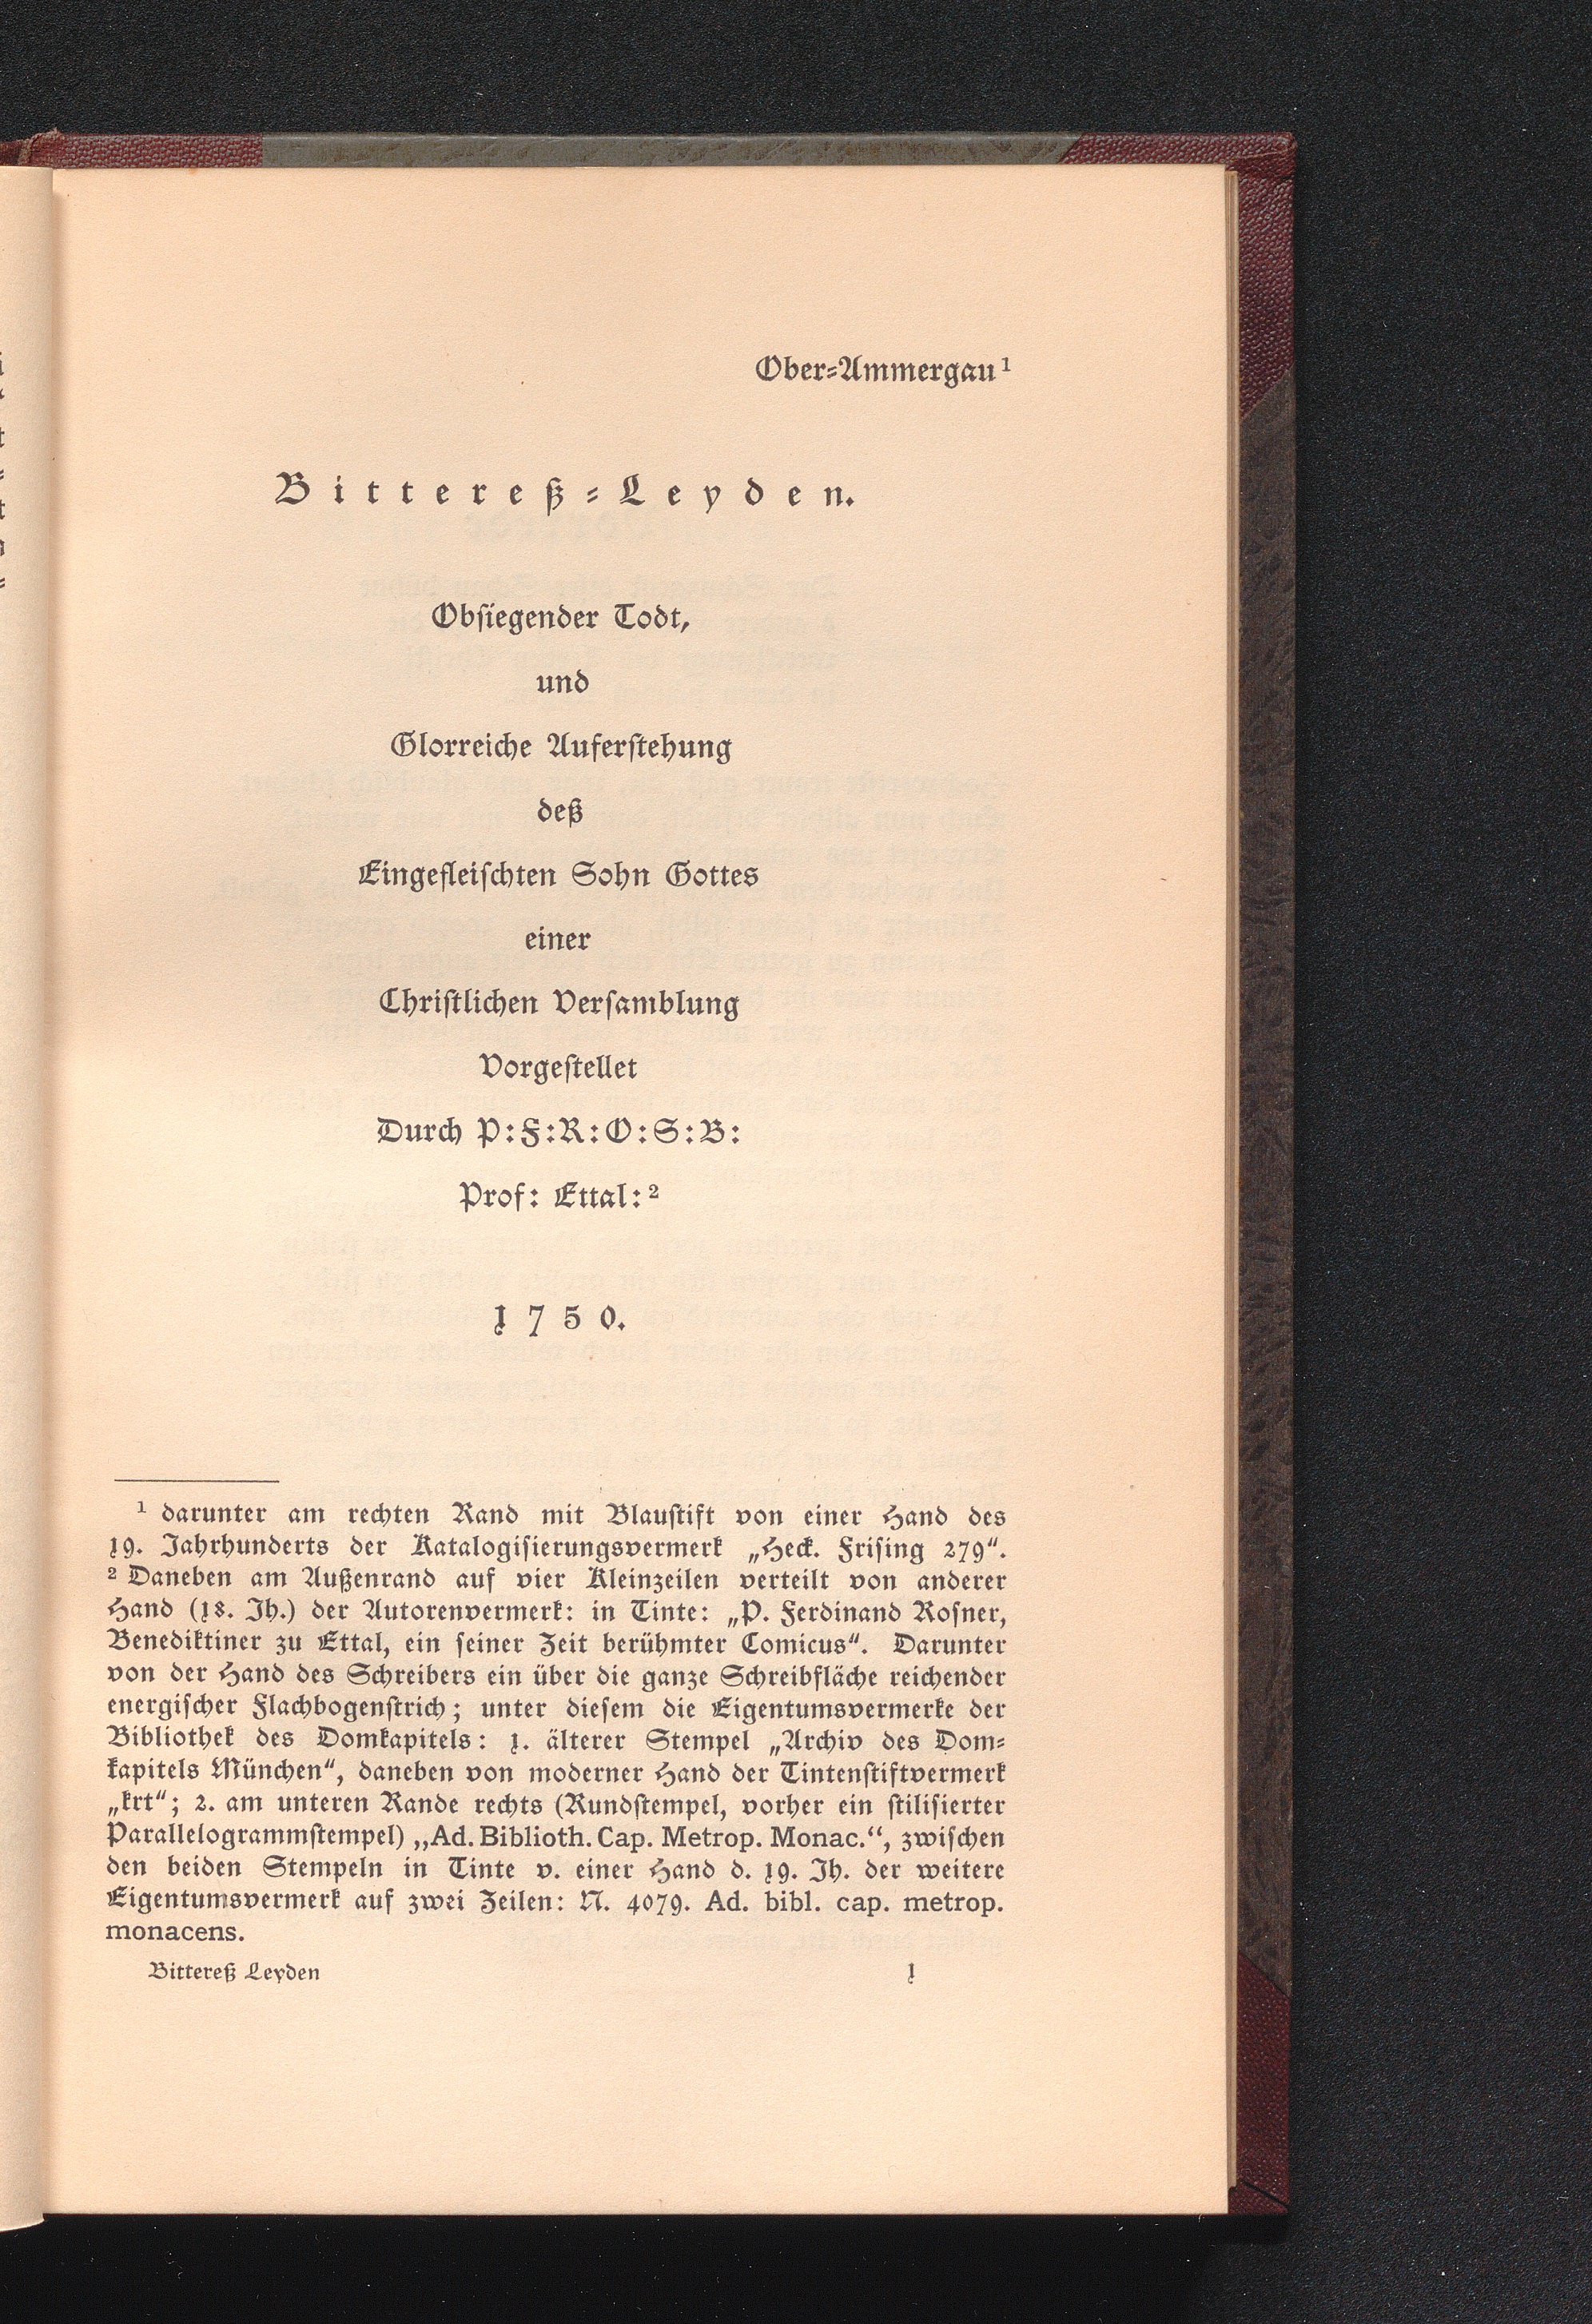 Ober-Ammergau¹
Bittereß-Leyden.
Obsiegender Todt,
und
Glorreiche Auferstehung
deß
Eingefleischten Sohn Gottes
einer
Christlichen Versamblung
Vorgestellet
Durch P:F:R:O:S:B:
Prof: Ettal:²
1750.
¹ darunter am rechten Rand mit Blaustift von einer Hand des
19. Jahrhunderts der Katalogisierungsvermerk „Heck. Frising 279“.
² Daneben am Außenrand auf vier Kleinzeilen verteilt von anderer
Hand (18. Jh.) der Autorenvermerk: in Tinte: „P. Ferdinand Rosner,
Benediktiner zu Ettal, ein seiner Zeit berühmter Comicus“. Darunter
von der Hand des Schreibers ein über die ganze Schreibfläche reichender
energischer Flachbogenstrich; unter diesem die Eigentumsvermerke der
Bibliothek des Domkapitels: 1. älterer Stempel „Archiv des Dom-
kapitels München“, daneben von moderner Hand der Tintenstiftvermerk
„krt“; 2. am unteren Rande rechts (Rundstempel, vorher ein stilisierter
Parallelogrammstempel) „Ad. Biblioth. Cap. Metrop. Monac.“, zwischen
den beiden Stempeln in Tinte v. einer Hand d. 19. Jh. der weitere
Eigentumsvermerk auf zwei Zeilen: N. 4079. Ad. bibl. cap. metrop.
monacens.
Bittereß Leyden 1